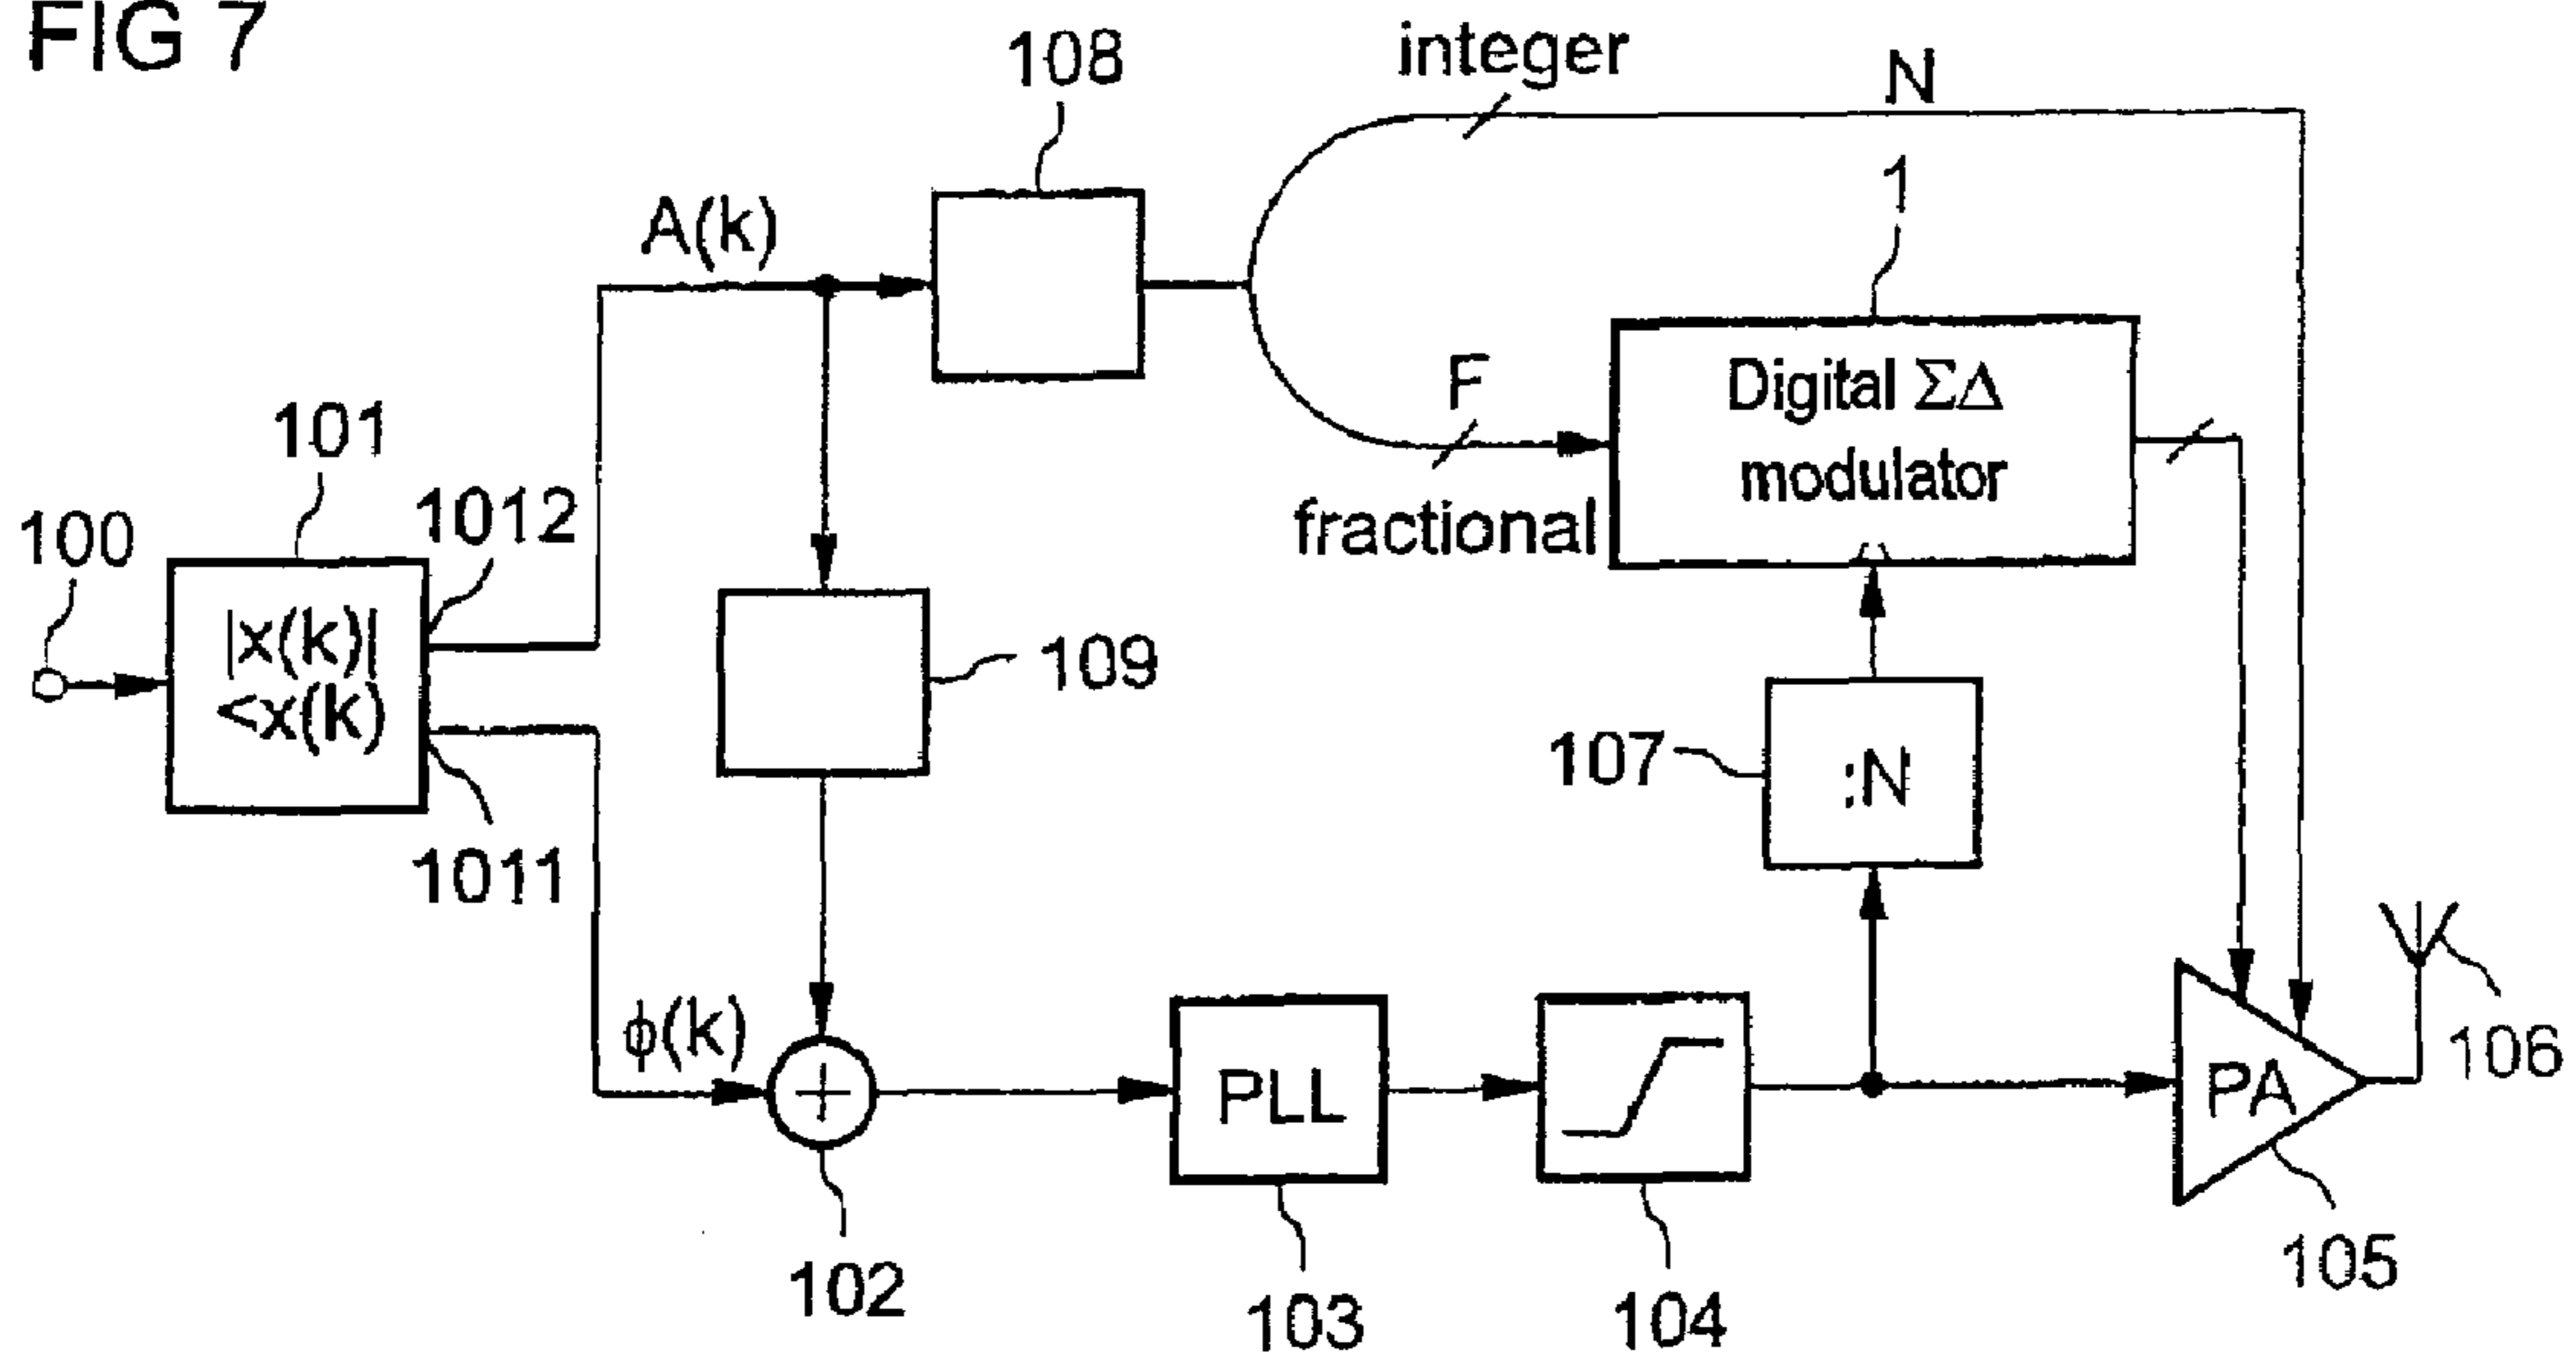 FIG 7
108
integer
N
1
A(k)
Digital ΣΔ
modulator
F
fractional
101
1012
100
|x(k)|
<x(k)
109
1011
107
:N
ϕ(k)
PLL
PA
106
102
103
104
105